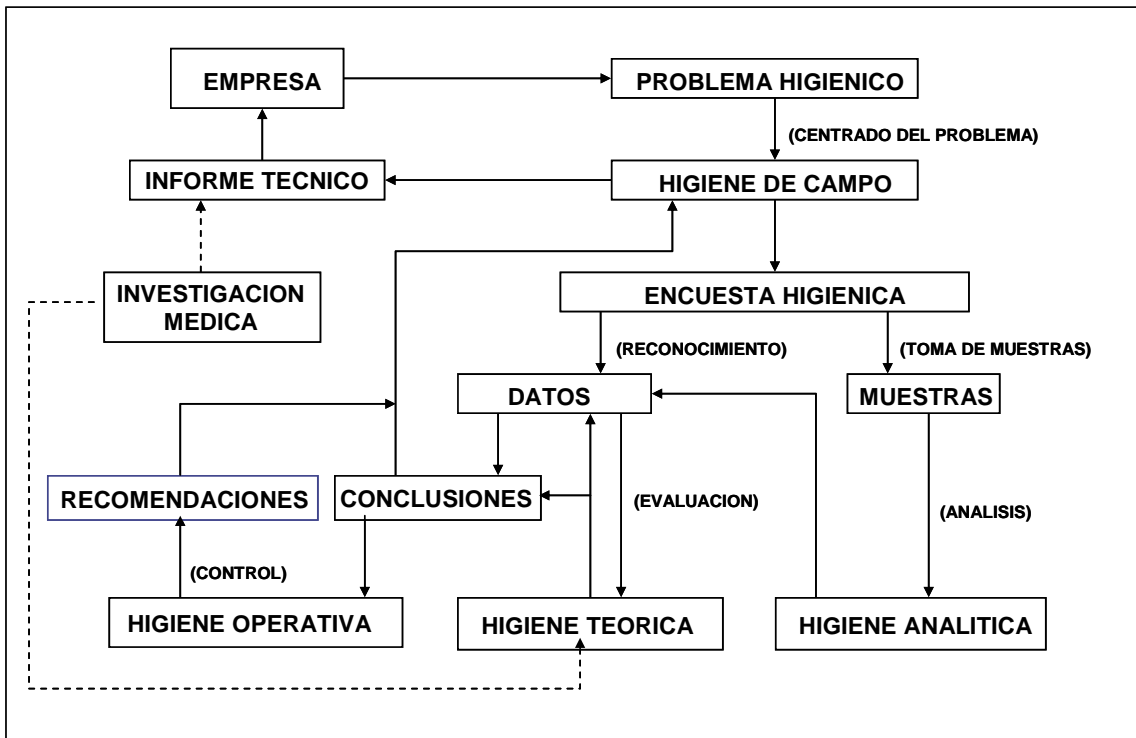 EMPRESA
PROBLEMA HIGIENICO
(CENTRADO DEL PROBLEMA)
INFORME TECNICO
HIGIENE DE CAMPO
INVESTIGACION
MEDICA
ENCUESTA HIGIENICA
(RECONOCIMIENTO)
(TOMA DE MUESTRAS)
DATOS
MUESTRAS
RECOMENDACIONES
CONCLUSIONES
(EVALUACION)
(ANALISIS)
(CONTROL)
HIGIENE OPERATIVA
HIGIENE TEORICA
HIGIENE ANALITICA